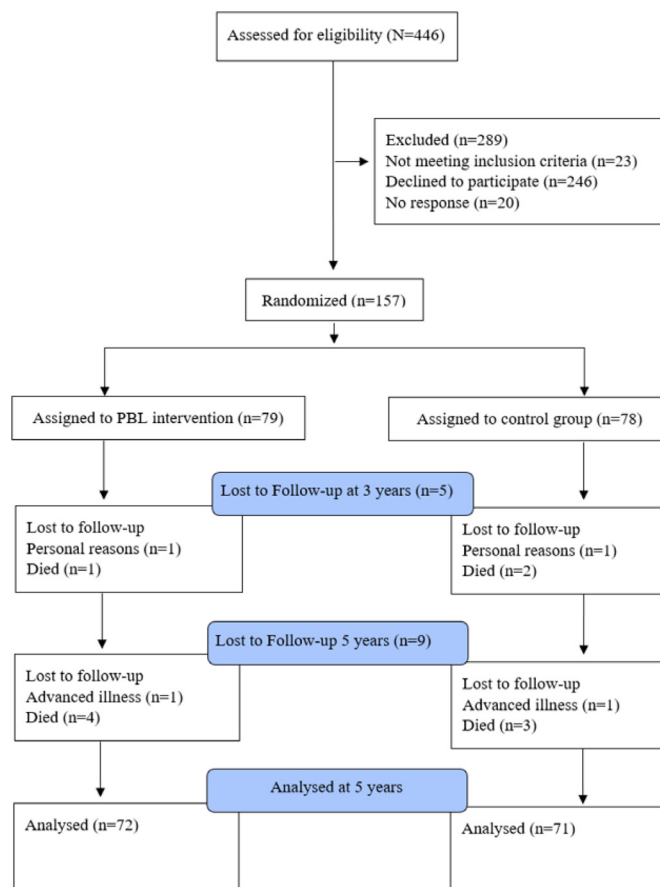 Assessed for eligibility (N=446)
Excluded (n=289)
Not meeting inclusion criteria (n=23)
Declined to participate (n=246)
No response (n=20)
Randomized (n=157)
Assigned to PBL intervention (n=79)
Assigned to control group (n=78)
Lost to Follow-up at 3 years (n=5)
Lost to follow-up
Personal reasons (n=1)
Died (n=1)
Lost to follow-up
Personal reasons (n=1)
Died (n=2)
Lost to Follow-up 5 years (n=9)
Lost to follow-up
Advanced illness (n=1)
Died (n=4)
Lost to follow-up
Advanced illness (n=1)
Died (n=3)
Analysed at 5 years
Analysed (n=72)
Analysed (n=71)